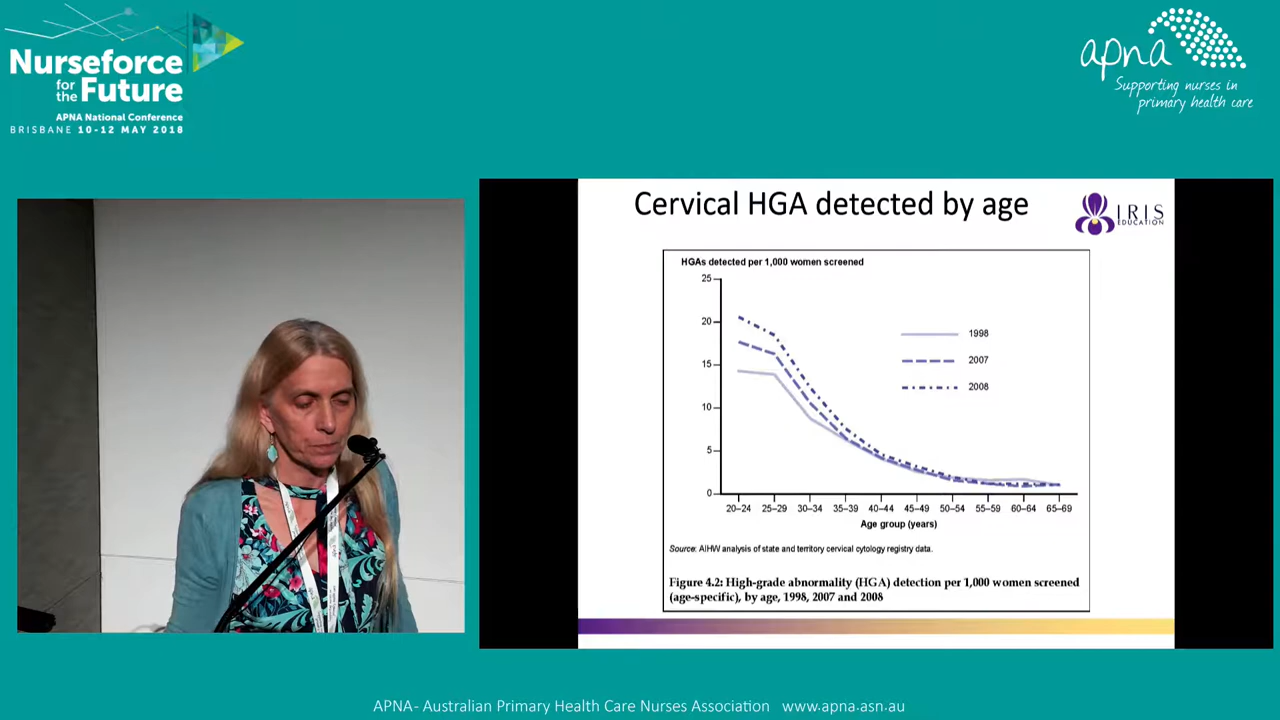 Nurseforce
for the Future
APNA National Conference
BRISBANE 10-12 MAY 2018
apna
Supporting nurses in
primary health care
Cervical HGA detected by age
IRIS
EDUCATION
HGAs detected per 1,000 women screened
25
20
15
10
5
0
1998
2007
2008
20–24 25–29 30–34 35–39 40–44 45–49 50–54 55–59 60–64 65–69
Age group (years)
Source: AIHW analysis of state and territory cervical cytology registry data.
Figure 4.2: High-grade abnormality (HGA) detection per 1,000 women screened
(age-specific), by age, 1998, 2007 and 2008
APNA- Australian Primary Health Care Nurses Association www.apna.asn.au